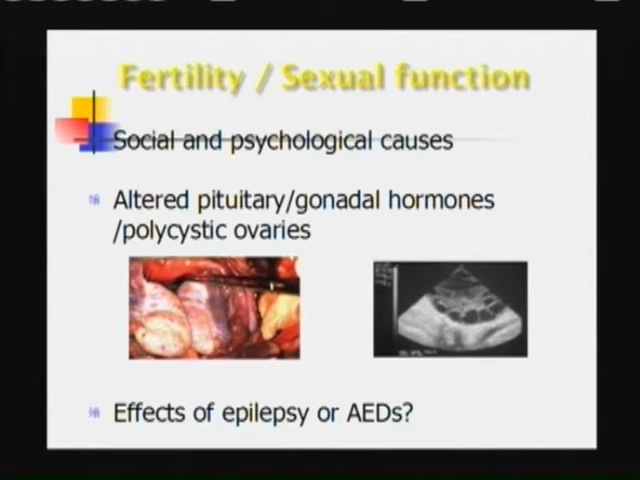 Fertility / Sexual function
Social and psychological causes
Altered pituitary/gonadal hormones
/polycystic ovaries
Effects of epilepsy or AEDs?